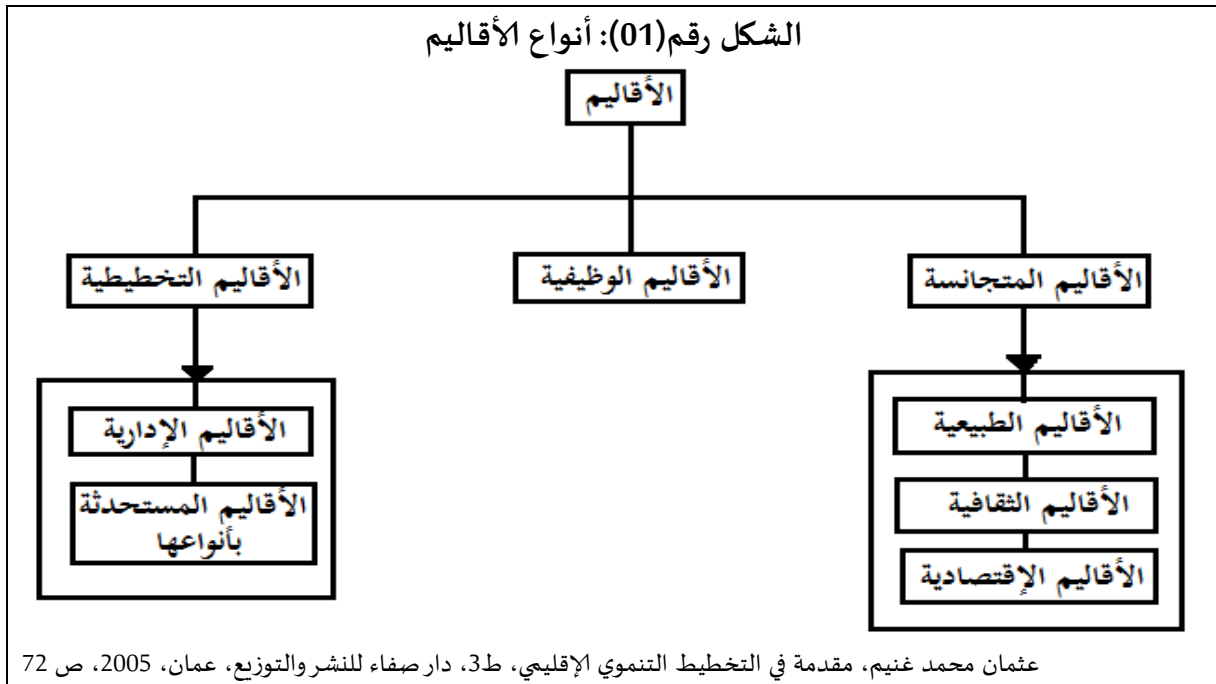 الشكل رقم(01): أنواع الأقاليم
الأقاليم
الأقاليم المتجانسة
الأقاليم الوظيفية
الأقاليم التخطيطية
الأقاليم الطبيعية
الأقاليم الثقافية
الأقاليم الإقتصادية
الأقاليم الإدارية
الأقاليم المستحدثة
بأنواعها
عثمان محمد غنيم، مقدمة في التخطيط التنموي الإقليمي، ط3، دار صفاء للنشر والتوزيع، عمان، 2005، ص 72